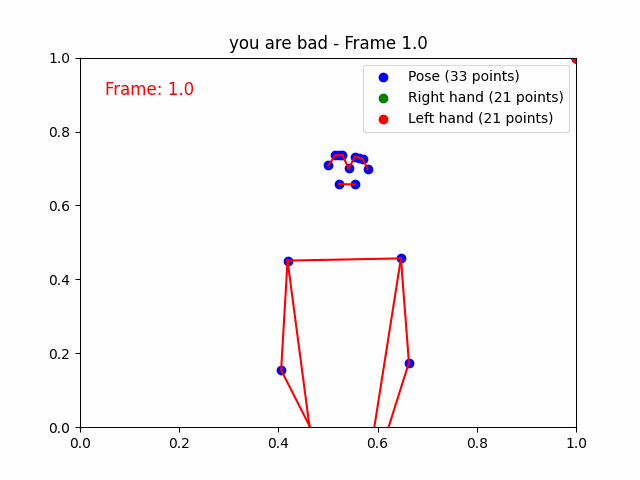 you are bad - Frame 1.0
Frame: 1.0
Pose (33 points)
Right hand (21 points)
Left hand (21 points)
1.0
0.8
0.6
0.4
0.2
0.0
0.0 0.2 0.4 0.6 0.8 1.0